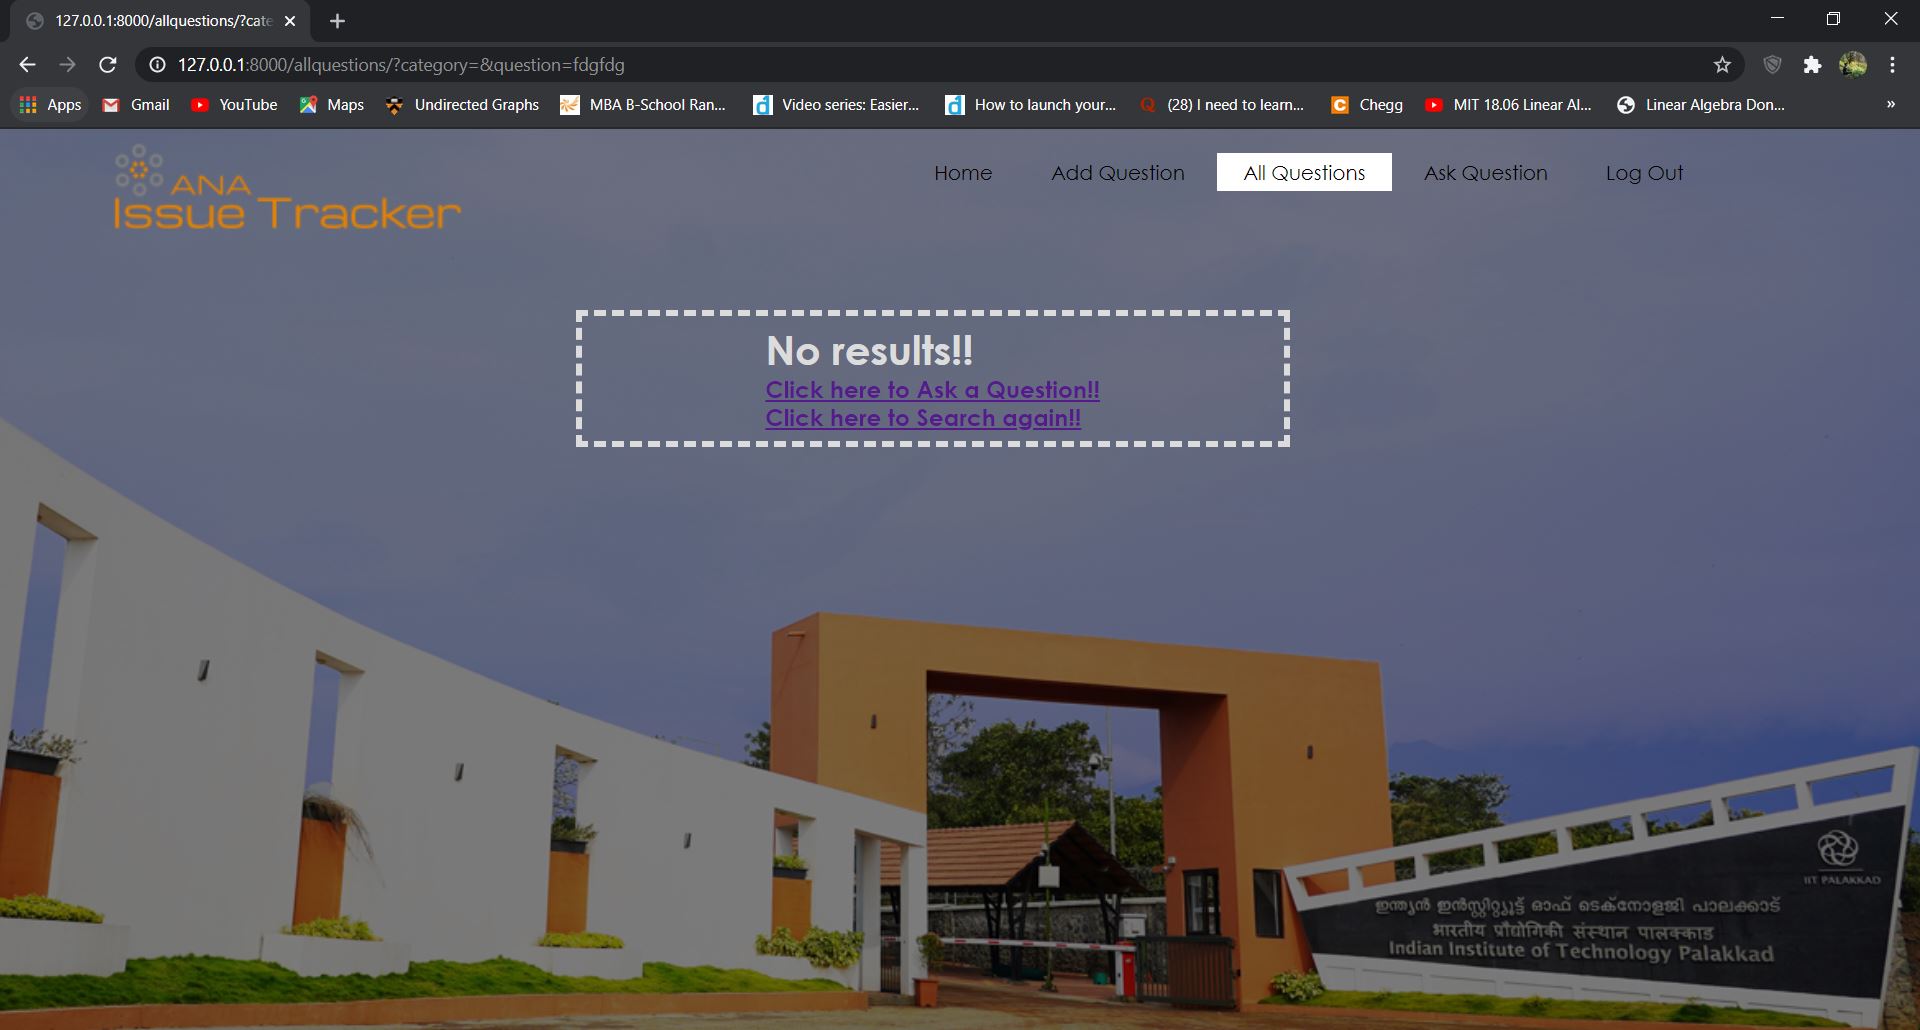 127.0.0.1:8000/allquestions/?cate
127.0.0.1:8000/allquestions/?category=&question=fdgfdg
Apps Gmail YouTube Maps Undirected Graphs MBA B-School Ran... Video series: Easier... How to launch your... (28) I need to learn... Chegg MIT 18.06 Linear Al... Linear Algebra Don... »
ANA
Issue Tracker
Home Add Question All Questions Ask Question Log Out
No results!!
Click here to Ask a Question!!
Click here to Search again!!
IIT PALAKKAD
ഇന്ത്യൻ ഇൻസ്റ്റിറ്റ്യൂട്ട് ഓഫ് ടെക്നോളജി പാലക്കാട്
भारतीय प्रौद्योगिकी संस्थान पालक्काड
Indian Institute of Technology Palakkad